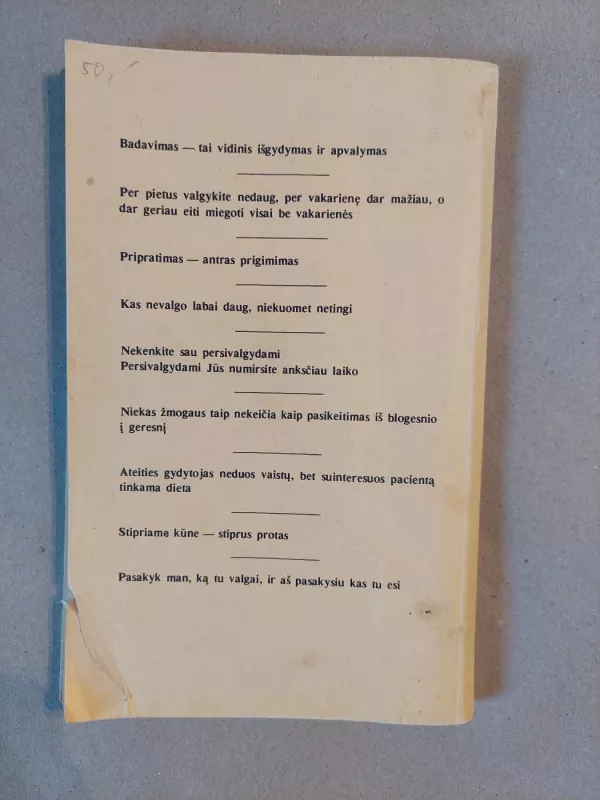 50,-
Badavimas — tai vidinis išgydymas ir apvalymas
Per pietus valgykite nedaug, per vakarienę dar mažiau, o
dar geriau eiti miegoti visai be vakarienės
Pripratimas — antras prigimimas
Kas nevalgo labai daug, niekuomet netingi
Nekenkite sau persivalgydami
Persivalgydami Jūs numirsite anksčiau laiko
Niekas žmogaus taip nekeičia kaip pasikeitimas iš blogesnio
į geresnį
Ateities gydytojas neduos vaistų, bet suinteresuos pacientą
tinkama dieta
Stipriame kūne — stiprus protas
Pasakyk man, ką tu valgai, ir aš pasakysiu kas tu esi